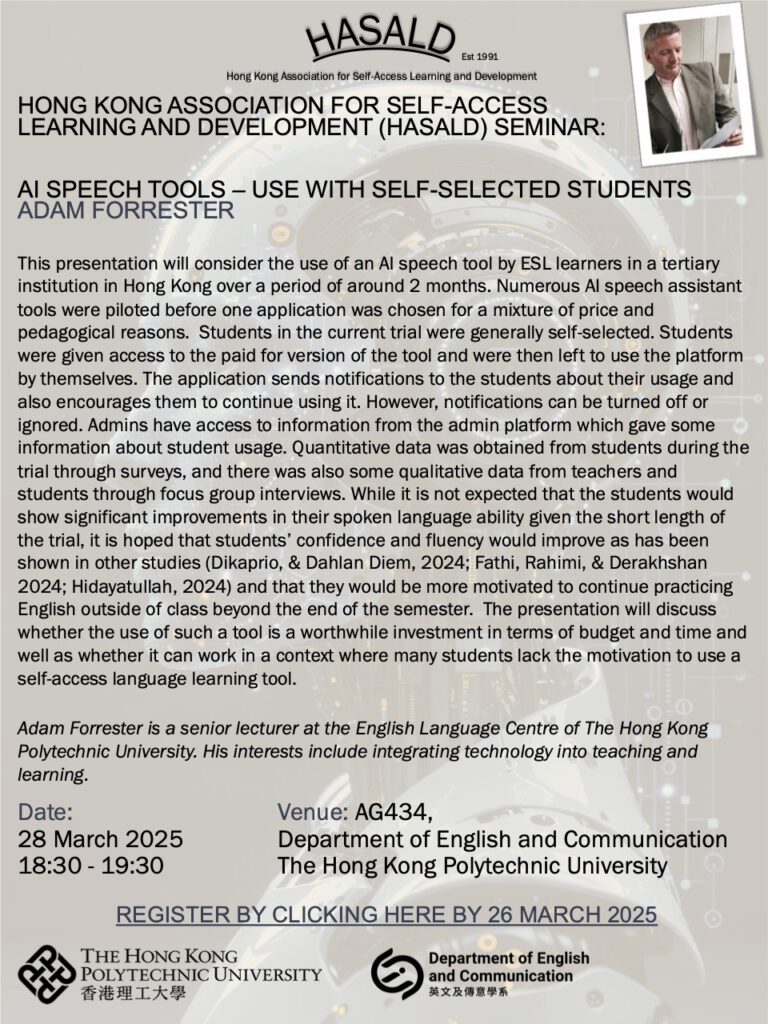 HASALD
Est 1991
Hong Kong Association for Self-Access Learning and Development
HONG KONG ASSOCIATION FOR SELF-ACCESS
LEARNING AND DEVELOPMENT (HASALD) SEMINAR:
AI SPEECH TOOLS – USE WITH SELF-SELECTED STUDENTS
ADAM FORRESTER
This presentation will consider the use of an AI speech tool by ESL learners in a tertiary
institution in Hong Kong over a period of around 2 months. Numerous AI speech assistant
tools were piloted before one application was chosen for a mixture of price and
pedagogical reasons.  Students in the current trial were generally self-selected. Students
were given access to the paid for version of the tool and were then left to use the platform
by themselves. The application sends notifications to the students about their usage and
also encourages them to continue using it. However, notifications can be turned off or
ignored. Admins have access to information from the admin platform which gave some
information about student usage. Quantitative data was obtained from students during the
trial through surveys, and there was also some qualitative data from teachers and
students through focus group interviews. While it is not expected that the students would
show significant improvements in their spoken language ability given the short length of
the trial, it is hoped that students’ confidence and fluency would improve as has been
shown in other studies (Dikaprio, & Dahlan Diem, 2024; Fathi, Rahimi, & Derakhshan
2024; Hidayatullah, 2024) and that they would be more motivated to continue practicing
English outside of class beyond the end of the semester.  The presentation will discuss
whether the use of such a tool is a worthwhile investment in terms of budget and time and
well as whether it can work in a context where many students lack the motivation to use a
self-access language learning tool.
Adam Forrester is a senior lecturer at the English Language Centre of The Hong Kong
Polytechnic University. His interests include integrating technology into teaching and
learning.
Date:
28 March 2025
18:30 - 19:30
Venue: AG434,
Department of English and Communication
The Hong Kong Polytechnic University
REGISTER BY CLICKING HERE BY 26 MARCH 2025
THE HONG KONG
POLYTECHNIC UNIVERSITY
香港理工大學
Department of English
and Communication
英文及傳意學系